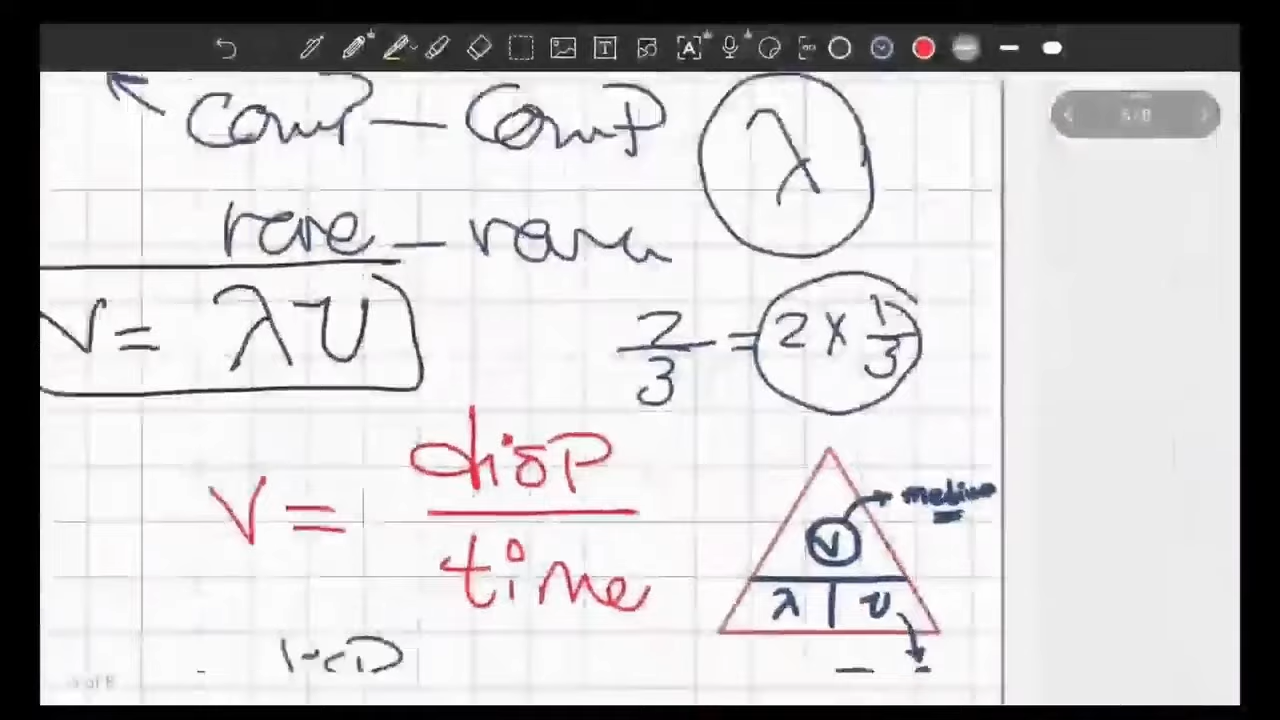 comP - comP
λ
rare - rare
V = λυ
2/3 = 2 × 1/3
V = disP
time
medium
V
λ | υ